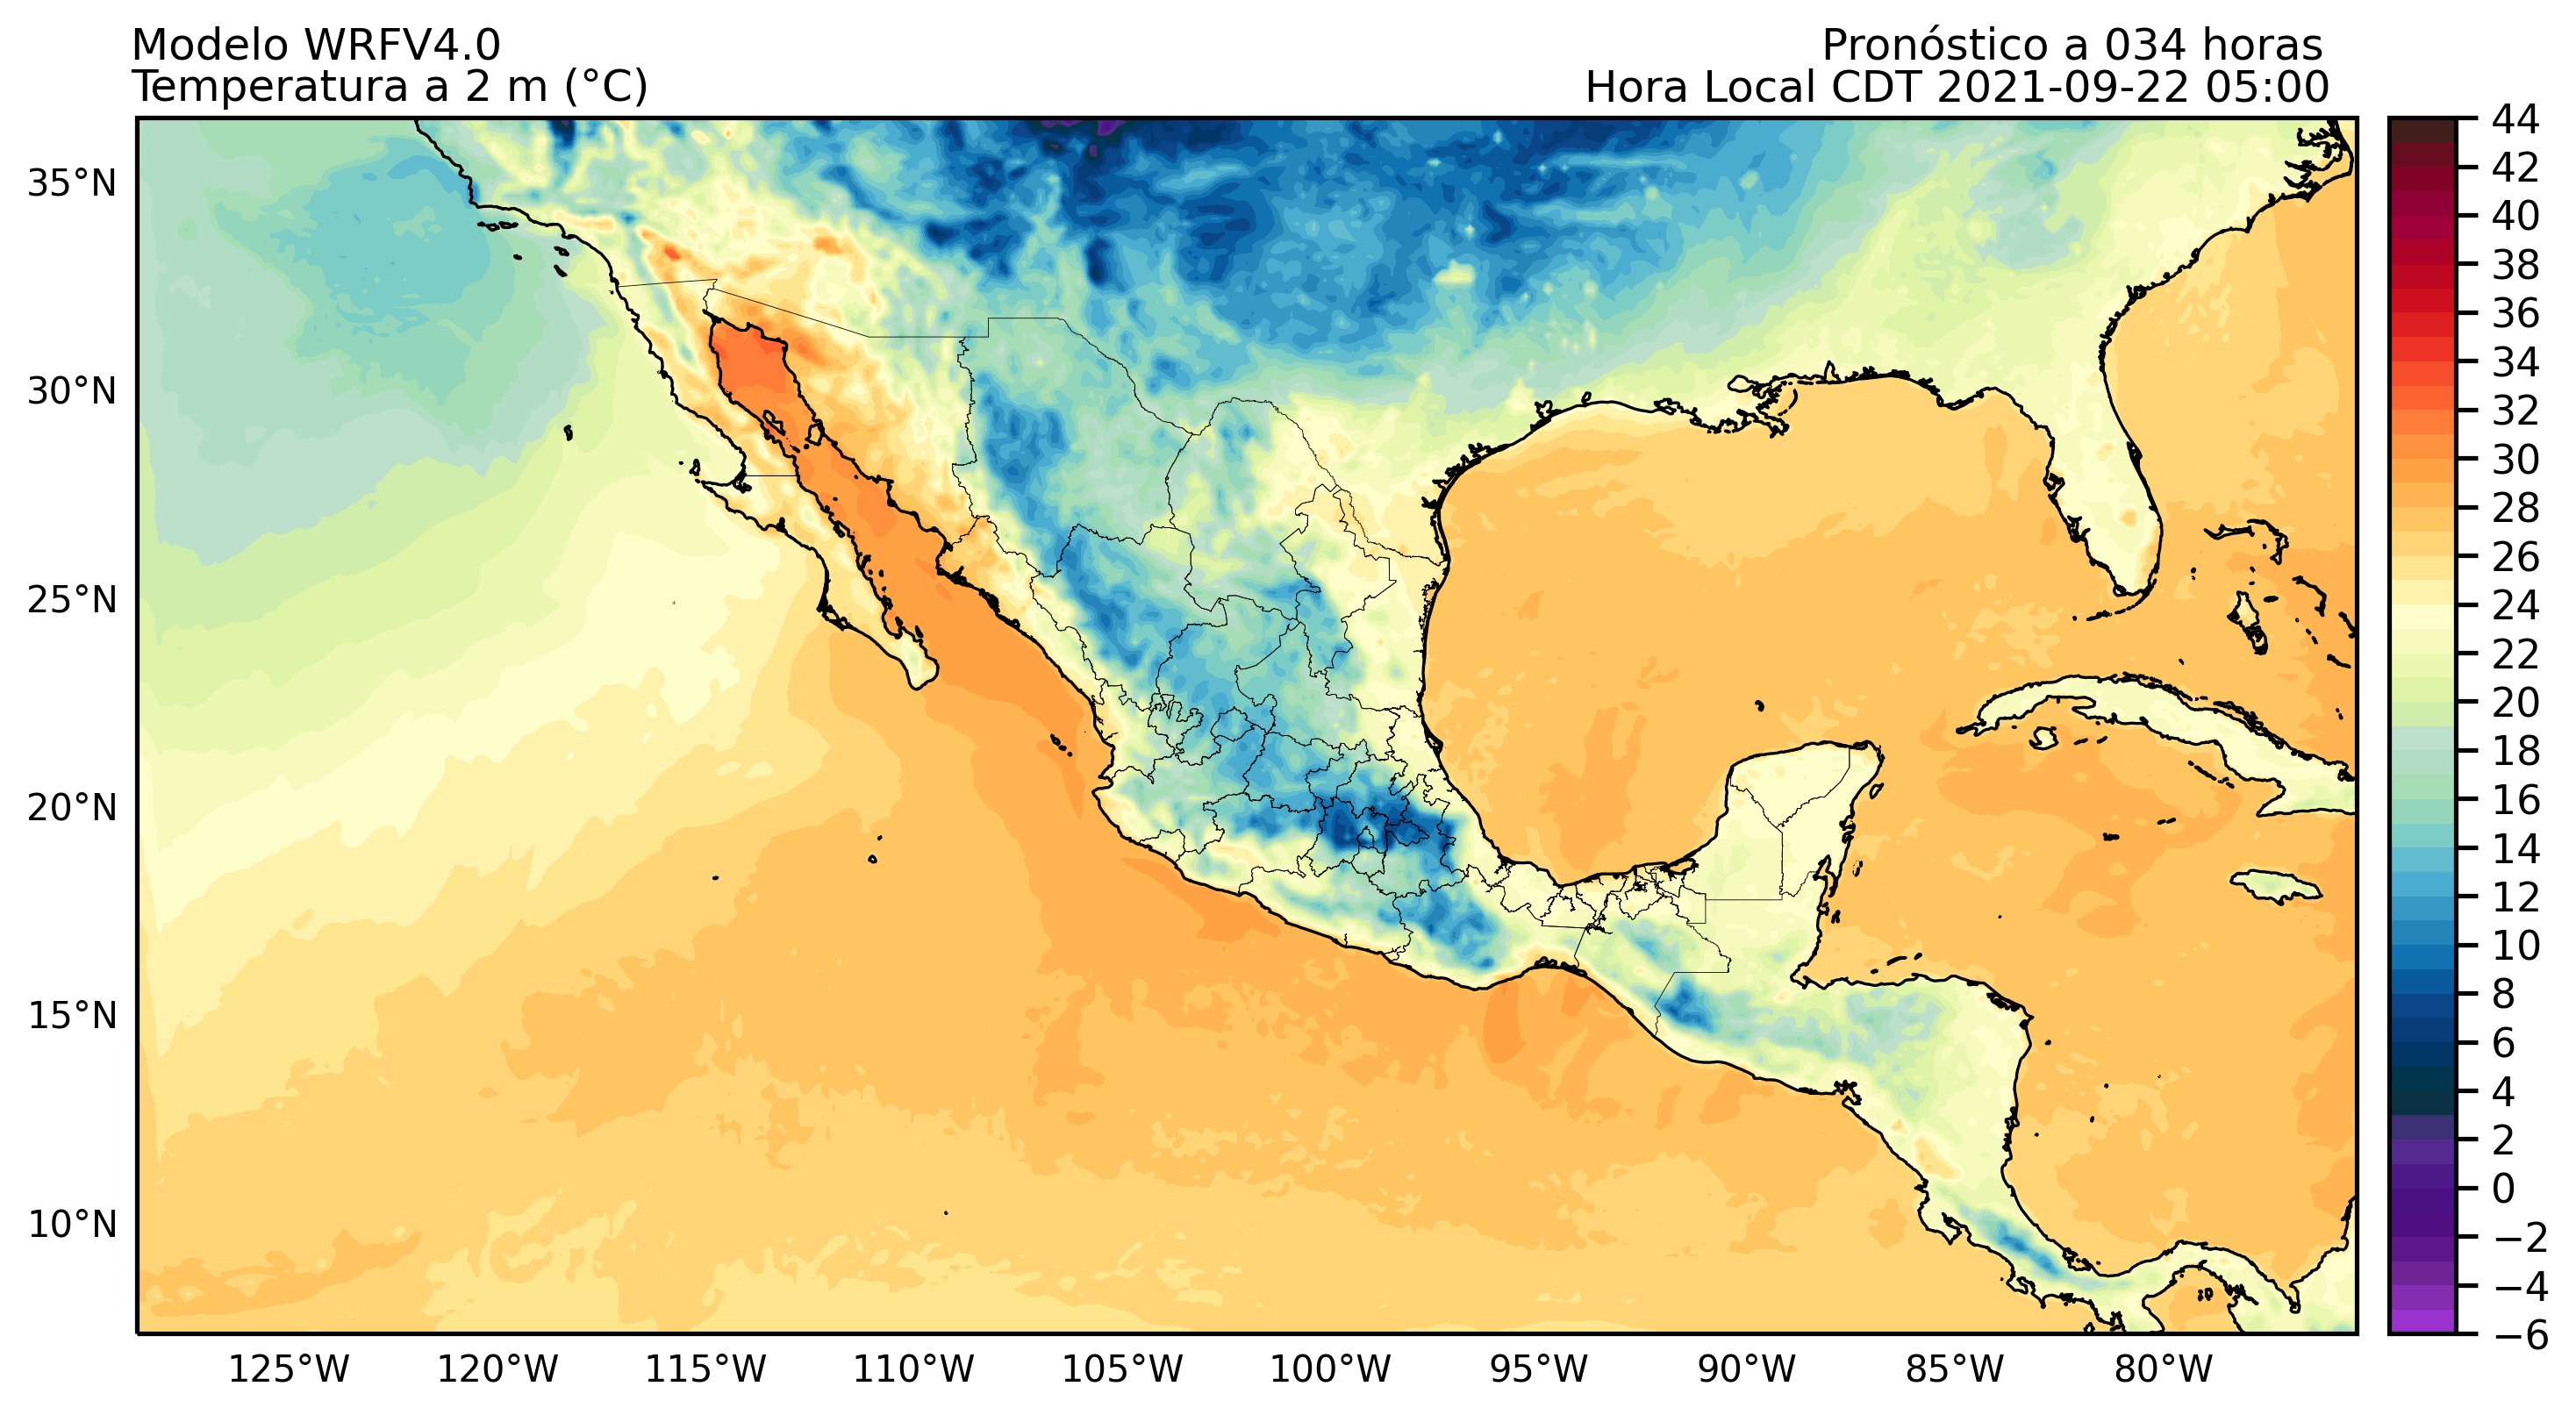 Modelo WRFV4.0
Temperatura a 2 m (°C)
Pronóstico a 034 horas
Hora Local CDT 2021-09-22 05:00
35°N
30°N
25°N
20°N
15°N
10°N
125°W
120°W
115°W
110°W
105°W
100°W
95°W
90°W
85°W
80°W
44
42
40
38
36
34
32
30
28
26
24
22
20
18
16
14
12
10
8
6
4
2
0
−2
−4
−6